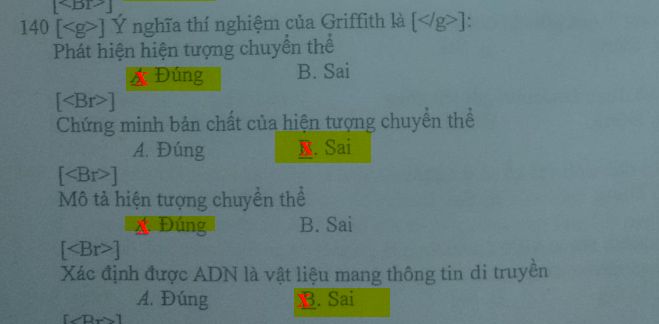 [<Br>]
140 [<g>] Ý nghĩa thí nghiệm của Griffith là [</g>]:
Phát hiện hiện tượng chuyển thể
A. Đúng B. Sai
[<Br>]
Chứng minh bản chất của hiện tượng chuyển thể
A. Đúng B. Sai
[<Br>]
Mô tả hiện tượng chuyển thể
A. Đúng B. Sai
[<Br>]
Xác định được ADN là vật liệu mang thông tin di truyền
A. Đúng B. Sai
[<Br>]